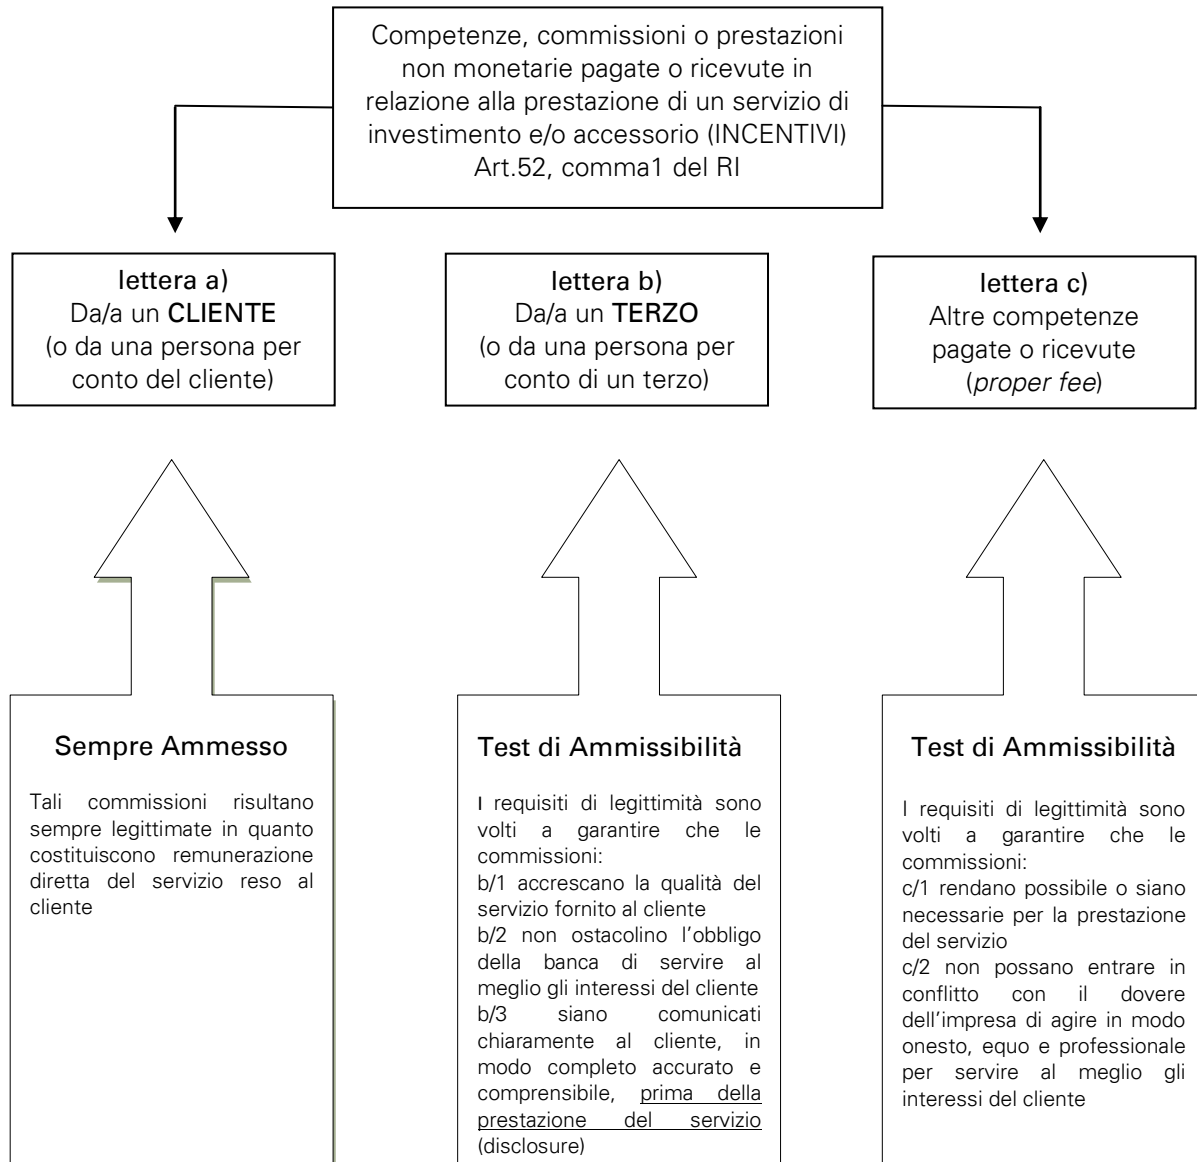 Competenze, commissioni o prestazioni
non monetarie pagate o ricevute in
relazione alla prestazione di un servizio di
investimento e/o accessorio (INCENTIVI)
Art.52, comma1 del RI
lettera a)
Da/a un CLIENTE
(o da una persona per
conto del cliente)
lettera b)
Da/a un TERZO
(o da una persona per
conto di un terzo)
lettera c)
Altre competenze
pagate o ricevute
(proper fee)
Sempre Ammesso
Tali commissioni risultano
sempre legittimate in quanto
costituiscono remunerazione
diretta del servizio reso al
cliente
Test di Ammissibilità
I requisiti di legittimità sono
volti a garantire che le
commissioni:
b/1 accrescano la qualità del
servizio fornito al cliente
b/2 non ostacolino l'obbligo
della banca di servire al
meglio gli interessi del cliente
b/3 siano comunicati
chiaramente al cliente, in
modo completo accurato e
comprensibile, prima della
prestazione del servizio
(disclosure)
Test di Ammissibilità
I requisiti di legittimità sono
volti a garantire che le
commissioni:
c/1 rendano possibile o siano
necessarie per la prestazione
del servizio
c/2 non possano entrare in
conflitto con il dovere
dell'impresa di agire in modo
onesto, equo e professionale
per servire al meglio gli
interessi del cliente